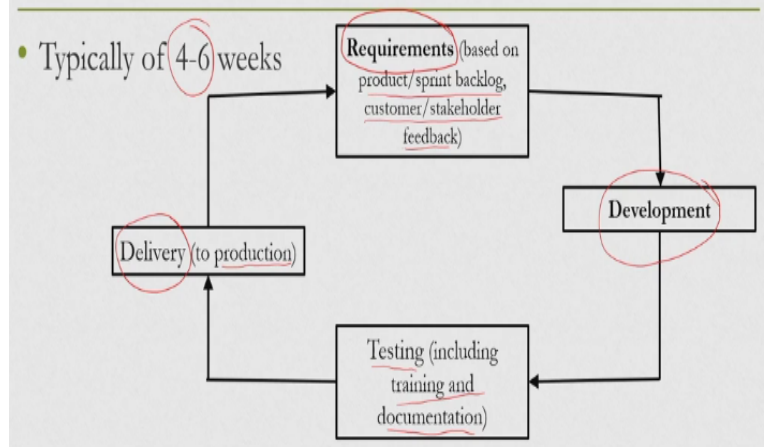 • Typically of 4-6 weeks
Requirements (based on
product/sprint backlog,
customer/stakeholder
feedback)
Development
Delivery (to production)
Testing (including
training and
documentation)